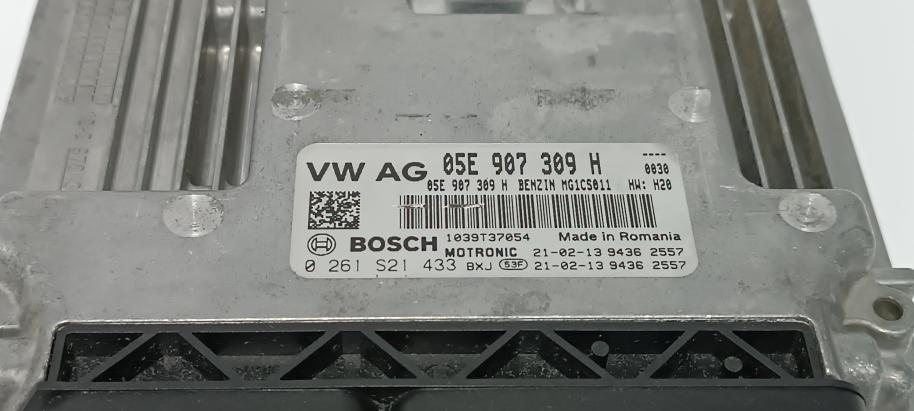 VW AG 05E 907 309 H ----
0030
05E 907 309 H BENZIN MG1CS011 HW: H20
BOSCH 1039T37054 Made in Romania
MOTRONIC 21-02-13 9436 2557
0 261 S21 433 BXJ 53F 21-02-13 9436 2557